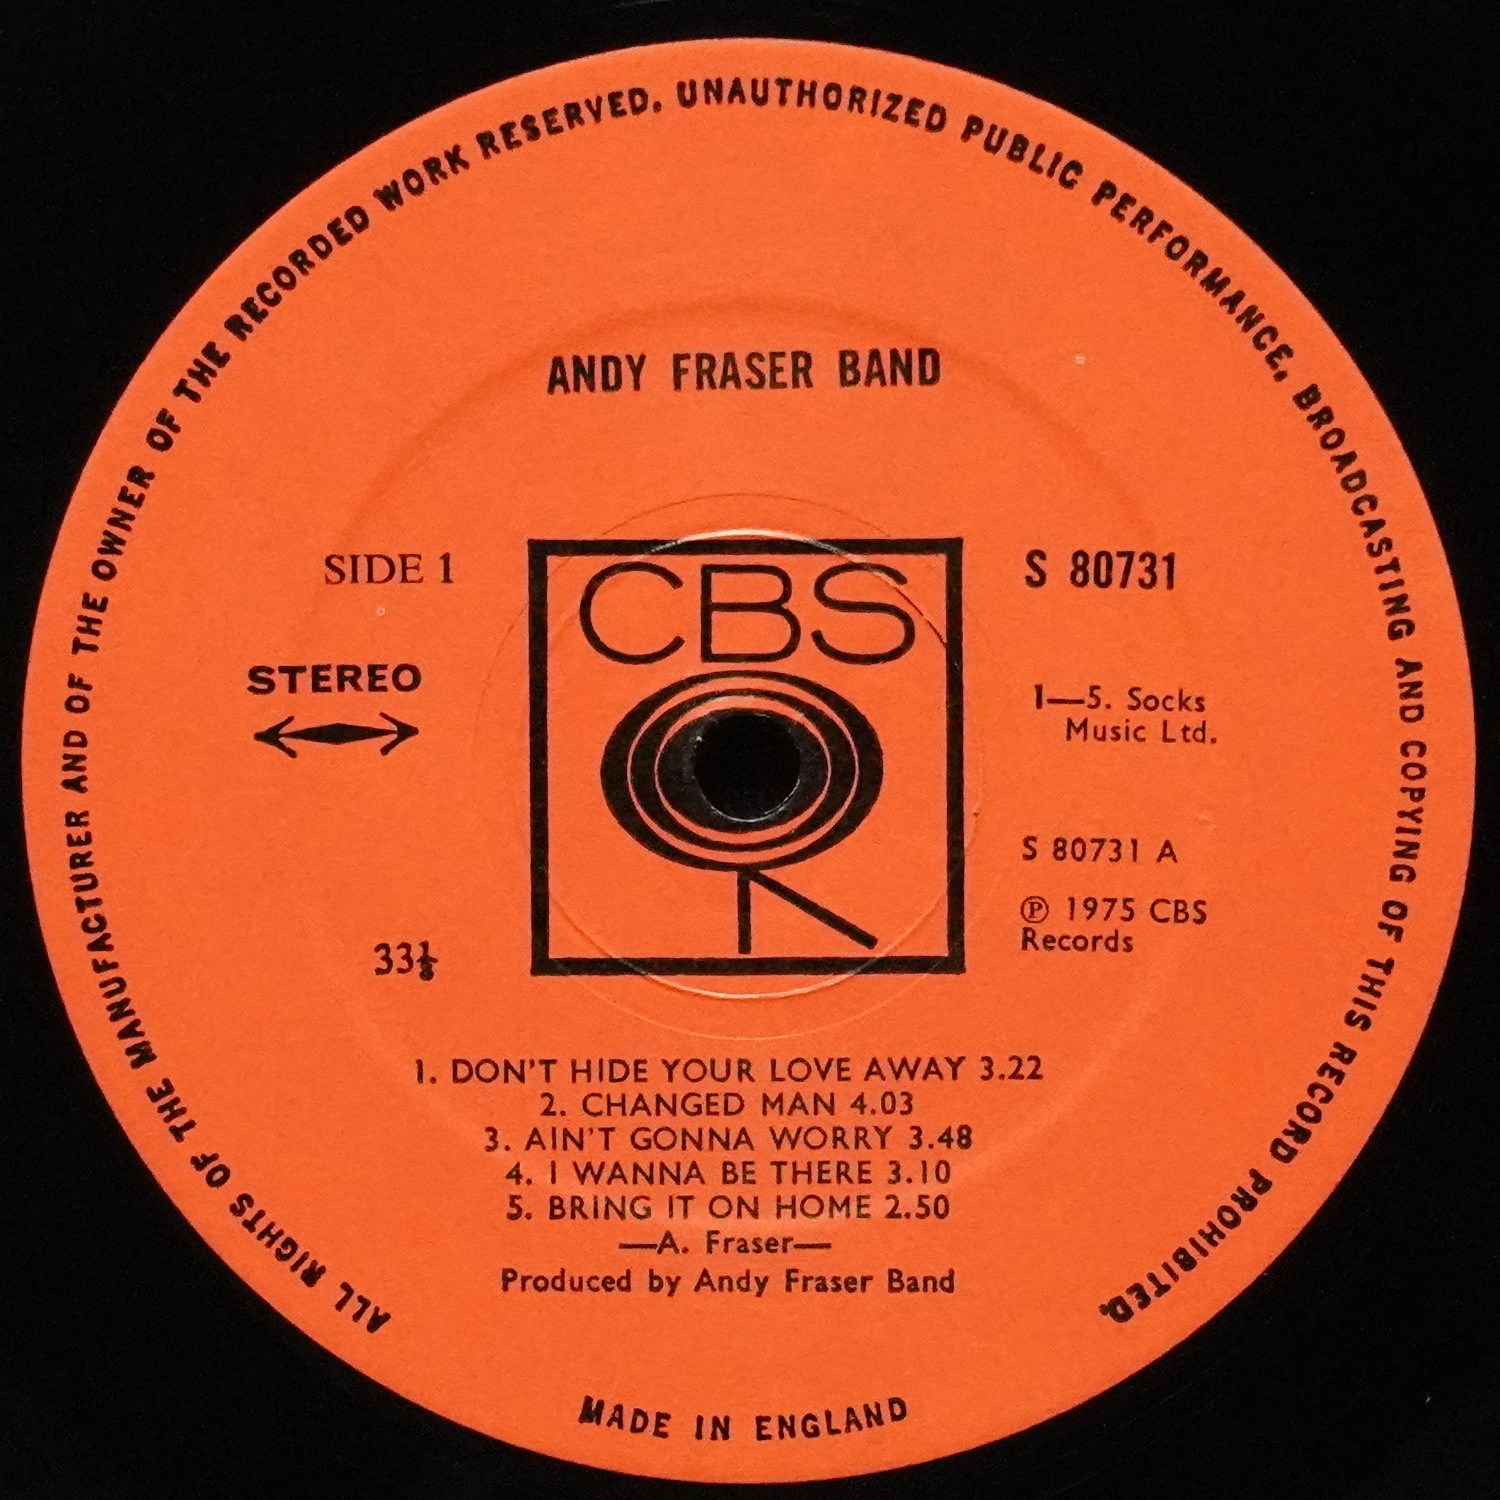 ALL RIGHTS OF THE MANUFACTURER AND OF THE OWNER OF THE RECORDED WORK RESERVED. UNAUTHORIZED PUBLIC PERFORMANCE, BROADCASTING AND COPYING OF THIS RECORD PROHIBITED.
ANDY FRASER BAND
SIDE 1
CBS
S 80731
STEREO
1—5. Socks
Music Ltd.
S 80731 A
℗ 1975 CBS
Records
33⅓
1. DON'T HIDE YOUR LOVE AWAY 3.22
2. CHANGED MAN 4.03
3. AIN'T GONNA WORRY 3.48
4. I WANNA BE THERE 3.10
5. BRING IT ON HOME 2.50
—A. Fraser—
Produced by Andy Fraser Band
MADE IN ENGLAND